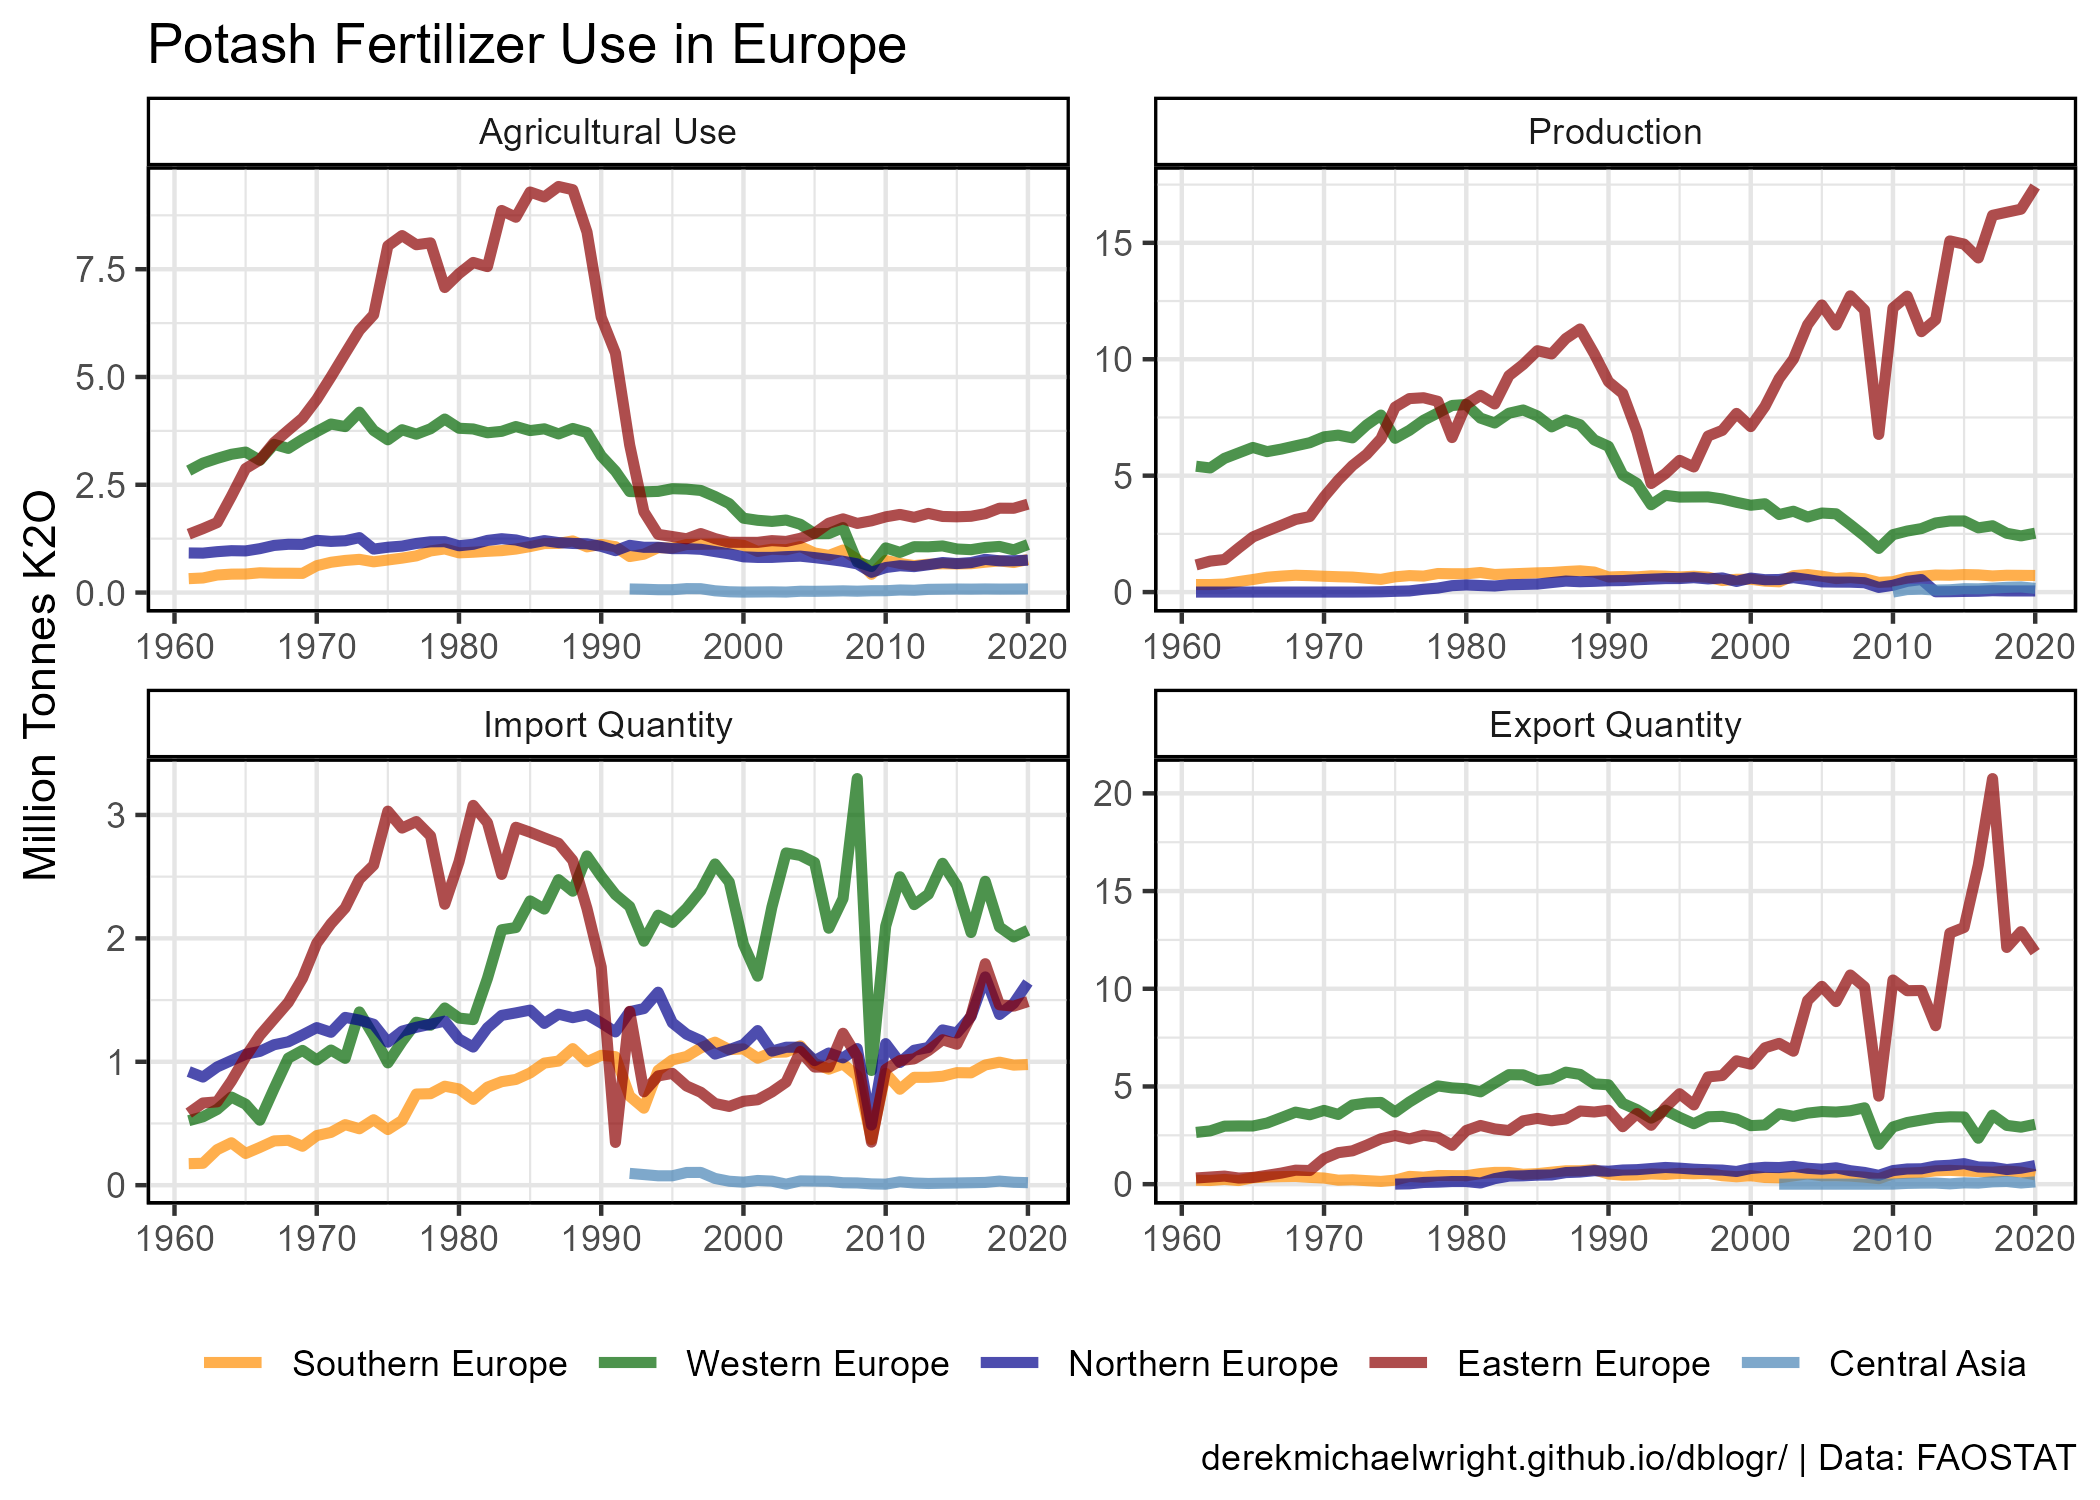 Potash Fertilizer Use in Europe
Agricultural Use
Production
7.5
5.0
2.5
0.0
15
10
5
0
1960 1970 1980 1990 2000 2010 2020
1960 1970 1980 1990 2000 2010 2020
Million Tonnes K2O
Import Quantity
Export Quantity
3
2
1
0
20
15
10
5
0
1960 1970 1980 1990 2000 2010 2020
1960 1970 1980 1990 2000 2010 2020
Southern Europe Western Europe Northern Europe Eastern Europe Central Asia
derekmichaelwright.github.io/dblogr/ | Data: FAOSTAT